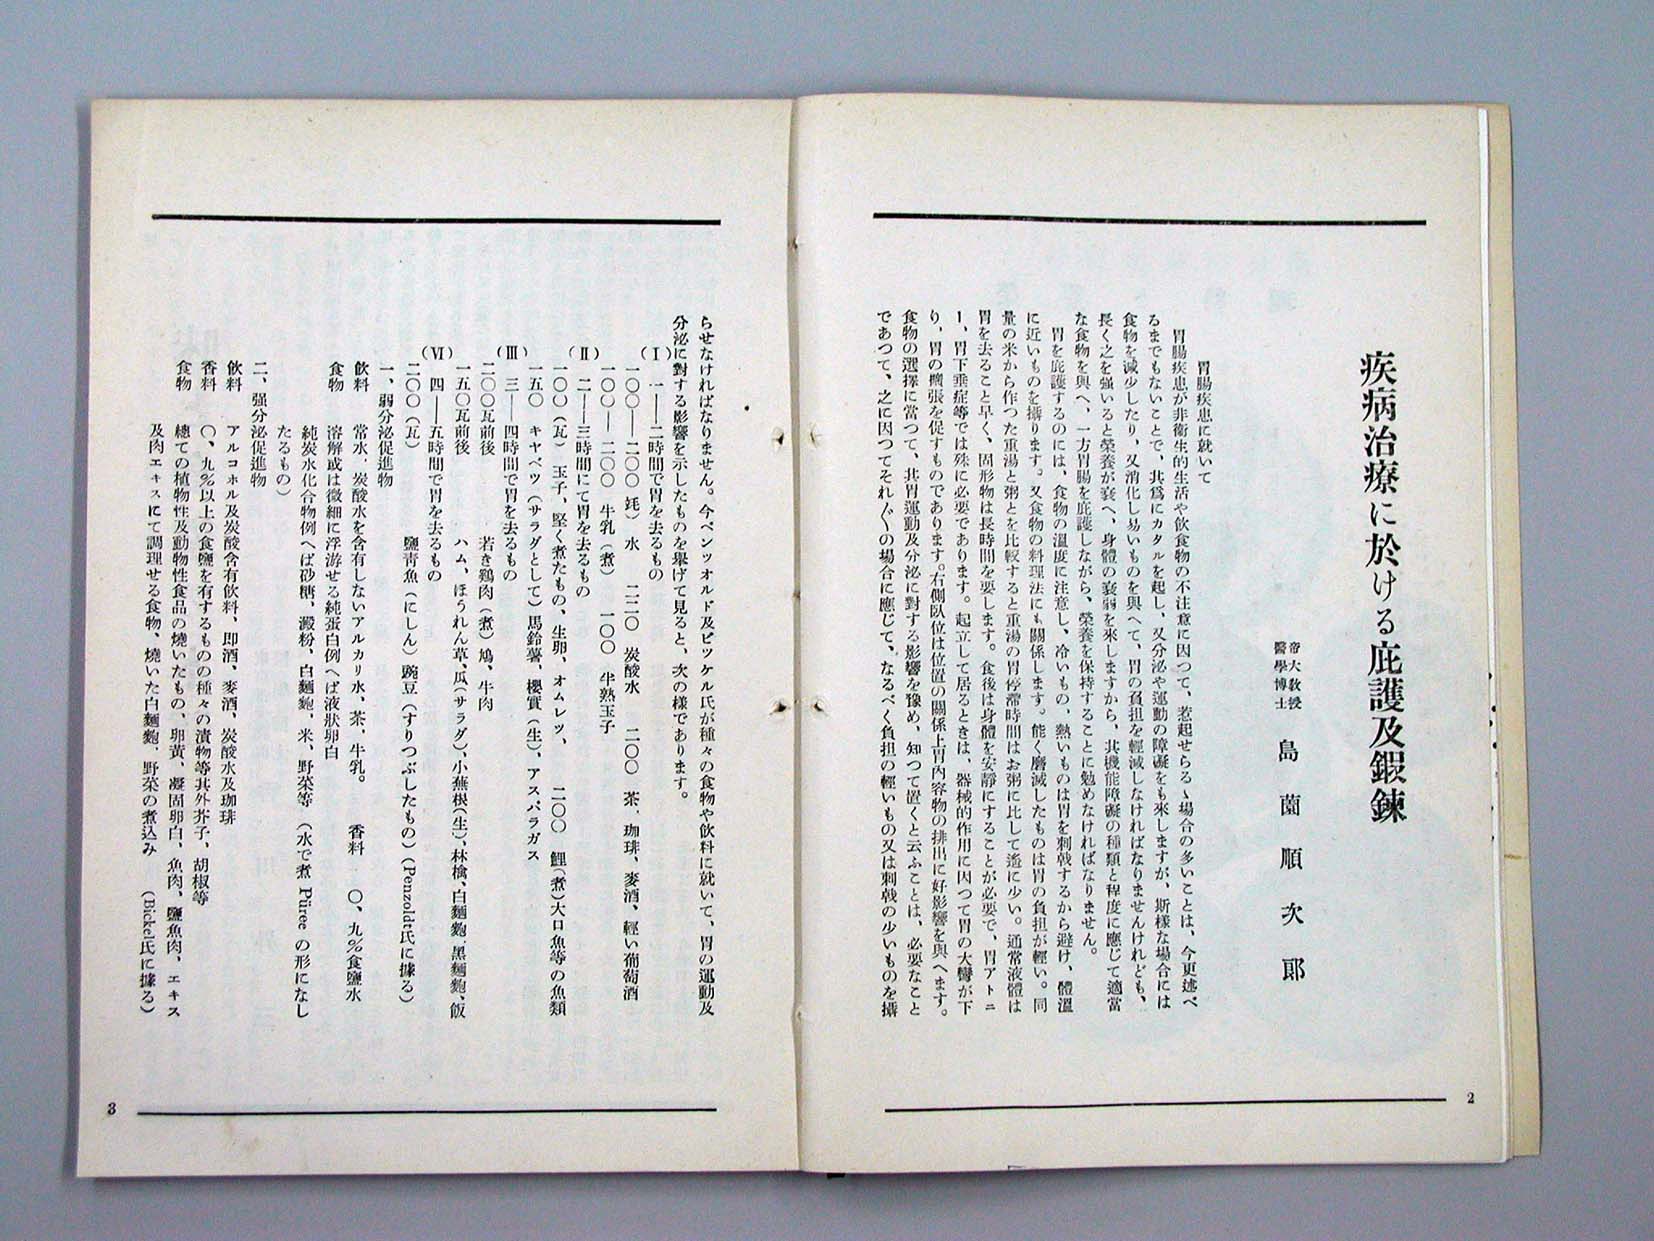 疾病治療に於ける庇護及鍛鍊
帝大敎授
醫學博士
島薗順次郞
胃腸疾患に就いて
胃腸疾患が非衞生的生活や飮食物の不注意に因つて、惹起せらるゝ場合の多いことは、今更述べ
るまでもないことで、其爲にカタルを起し、又分泌や運動の障礙をも來しますが、斯樣な場合には
食物を減少したり、又消化し易いものを與へて、胃の負担を輕減しなければなりませんけれども、
長く之を强いると榮養が衰へ、身體の衰弱を來しますから、其機能障礙の種類と程度に應じて適當
な食物を與へ、一方胃腸を庇護しながら、榮養を保持することに勉めなければなりません。
胃を庇護するのには、食物の溫度に注意し、冷いもの、熱いものは胃を刺戟するから避け、體溫
に近いものを攝ります。又食物の料理法にも關係します。能く磨滅したものは胃の負担が輕い。同
量の米から作つた重湯と粥とを比較すると重湯の胃停滯時間はお粥に比して遙に少い。通常液體は
胃を去ること早く、固形物は長時間を要します。食後は身體を安靜にすることが必要で、胃アトニ
ー、胃下垂症等では殊に必要であります。起立して居るときは、器械的作用に因つて胃の大彎が下
り、胃の擴張を促すものであります。右側臥位は位置の關係上胃內容物の排出に好影響を與へます。
食物の選擇に當つて、其胃運動及分泌に對する影響を豫め、知つて置くと云ふことは、必要なこと
であつて、之に因つてそれ〴〵の場合に應じて、なるべく負担の輕いもの又は刺戟の少いものを攝
2
らせなければなりません。今ペンツオルド及ビツケル氏が種々の食物や飮料に就いて、胃の運動及
分泌に對する影響を示したものを擧げて見ると、次の樣であります。
(Ⅰ) 一—二時間で胃を去るもの
一〇〇—二〇〇(竓) 水 二二〇 炭酸水 二〇〇 茶、珈琲、麥酒、輕い葡萄酒
一〇〇—二〇〇 牛乳(煮) 一〇〇 半熟玉子
(Ⅱ) 二—三時間にて胃を去るもの
一〇〇(瓦) 玉子、堅く煮たもの、生卵、オムレツ、 二〇〇 鯉(煮)大口魚等の魚類
一五〇 キヤベツ(サラダとして)馬鈴薯、櫻實(生)、アスパラガス
(Ⅲ) 三—四時間で胃を去るもの
二〇〇瓦前後 若き鷄肉(煮)鳩、牛肉
一五〇瓦前後 ハム、ほうれん草、瓜(サラダ)、小蕪根(生)、林檎、白麵麭、黑麵麭、飯
(Ⅵ) 四—五時間で胃を去るもの
二〇〇(瓦) 鹽靑魚(にしん)豌豆(すりつぶしたもの)(Penzoldt氏に據る)
一、弱分泌促進物
飮料 常水、炭酸水を含有しないアルカリ水、茶、牛乳。 香料 〇、九％食鹽水
食物 溶解或は微細に浮游せる純蛋白例へば液狀卵白
純炭水化合物例へば砂糖、澱粉、白麵麭、米、野菜等 (水で煮 Püree の形になし
たるもの)
二、强分泌促進物
飮料 アルコホル及炭酸含有飮料、卽酒、麥酒、炭酸水及珈琲
香料 〇、九％以上の食鹽を有するものの種々の漬物等其外芥子、胡椒等
食物 總ての植物性及動物性食品の燒いたもの、卵黃、凝固卵白、魚肉、鹽魚肉、エキス
及肉エキスにて調理せる食物、燒いた白麵麭、野菜の煮込み (Bickel氏に據る)
3